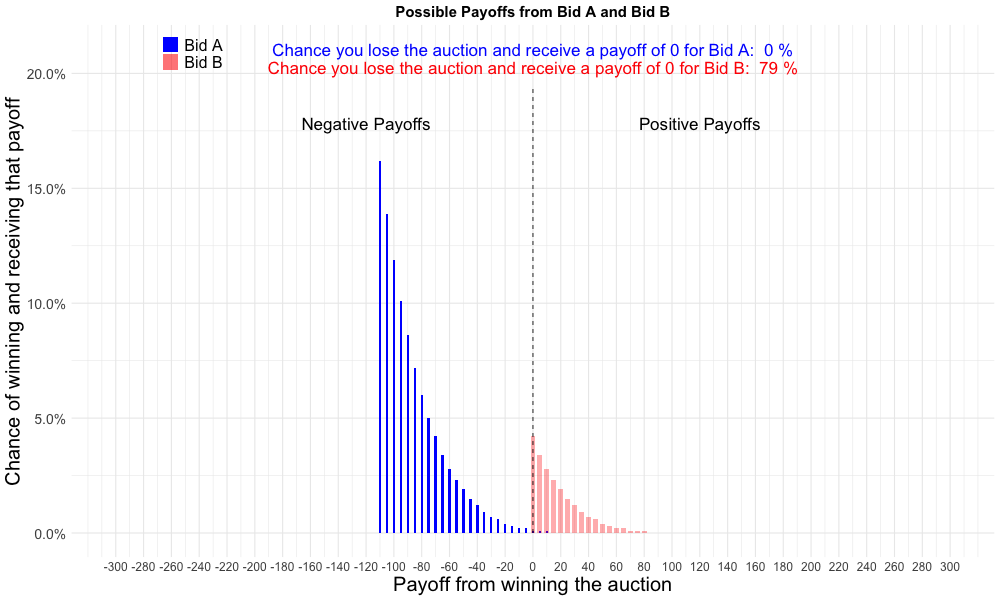 Possible Payoffs from Bid A and Bid B
Bid A
Bid B
Chance you lose the auction and receive a payoff of 0 for Bid A:  0 %
Chance you lose the auction and receive a payoff of 0 for Bid B:  79 %
Negative Payoffs
Positive Payoffs
Chance of winning and receiving that payoff
20.0%
15.0%
10.0%
5.0%
0.0%
-300 -280 -260 -240 -220 -200 -180 -160 -140 -120 -100 -80 -60 -40 -20 0 20 40 60 80 100 120 140 160 180 200 220 240 260 280 300
Payoff from winning the auction